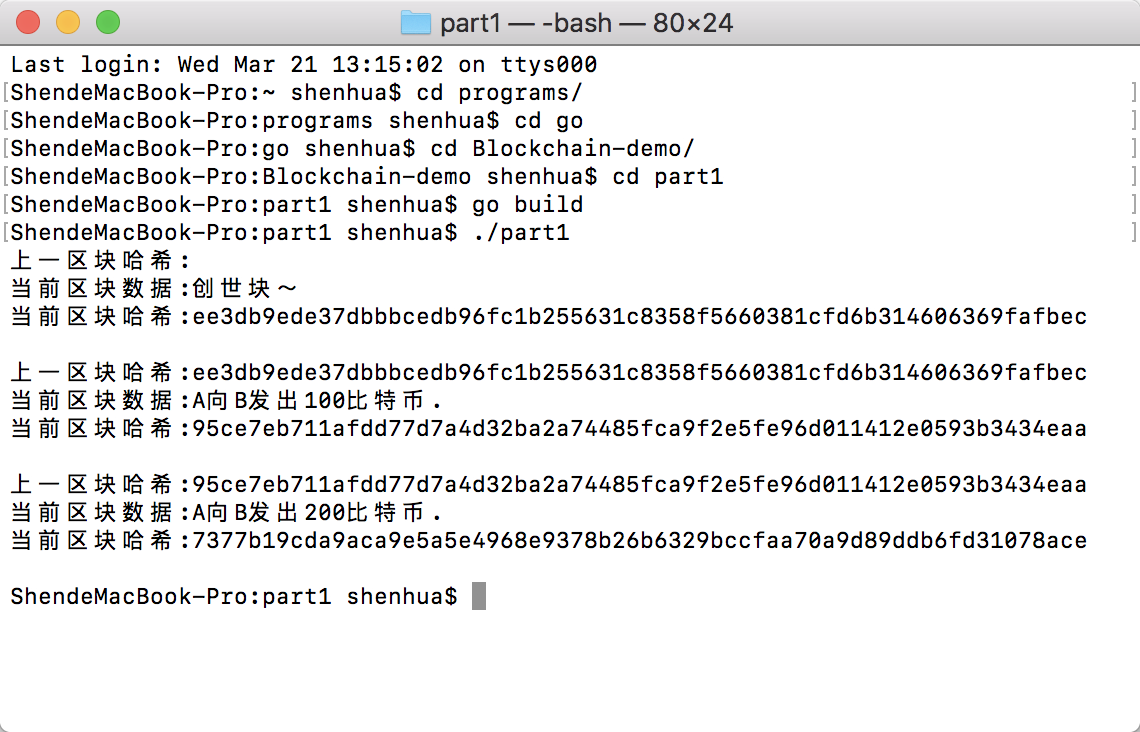 part1 — -bash — 80×24
Last login: Wed Mar 21 13:15:02 on ttys000
[ShendeMacBook-Pro:~ shenhua$ cd programs/ ]
[ShendeMacBook-Pro:programs shenhua$ cd go ]
[ShendeMacBook-Pro:go shenhua$ cd Blockchain-demo/ ]
[ShendeMacBook-Pro:Blockchain-demo shenhua$ cd part1 ]
[ShendeMacBook-Pro:part1 shenhua$ go build ]
[ShendeMacBook-Pro:part1 shenhua$ ./part1 ]
上一区块哈希:
当前区块数据:创世块～
当前区块哈希:ee3db9ede37dbbbcedb96fc1b255631c8358f5660381cfd6b314606369fafbec
上一区块哈希:ee3db9ede37dbbbcedb96fc1b255631c8358f5660381cfd6b314606369fafbec
当前区块数据:A向B发出100比特币.
当前区块哈希:95ce7eb711afdd77d7a4d32ba2a74485fca9f2e5fe96d011412e0593b3434eaa
上一区块哈希:95ce7eb711afdd77d7a4d32ba2a74485fca9f2e5fe96d011412e0593b3434eaa
当前区块数据:A向B发出200比特币.
当前区块哈希:7377b19cda9aca9e5a5e4968e9378b26b6329bccfaa70a9d89ddb6fd31078ace
ShendeMacBook-Pro:part1 shenhua$